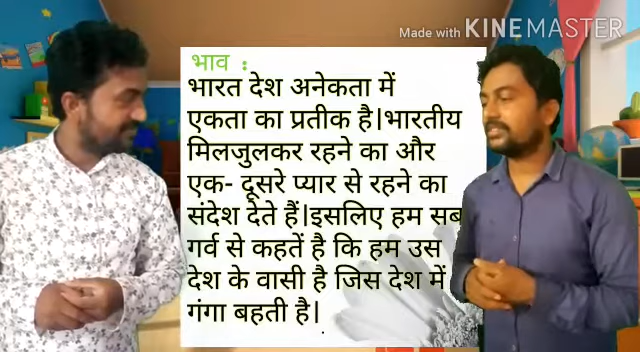 Made with KINEMASTER
भाव :
भारत देश अनेकता में
एकता का प्रतीक है|भारतीय
मिलजुलकर रहने का और
एक- दूसरे प्यार से रहने का
संदेश देते हैं|इसलिए हम सब
गर्व से कहतें है कि हम उस
देश के वासी है जिस देश में
गंगा बहती है|